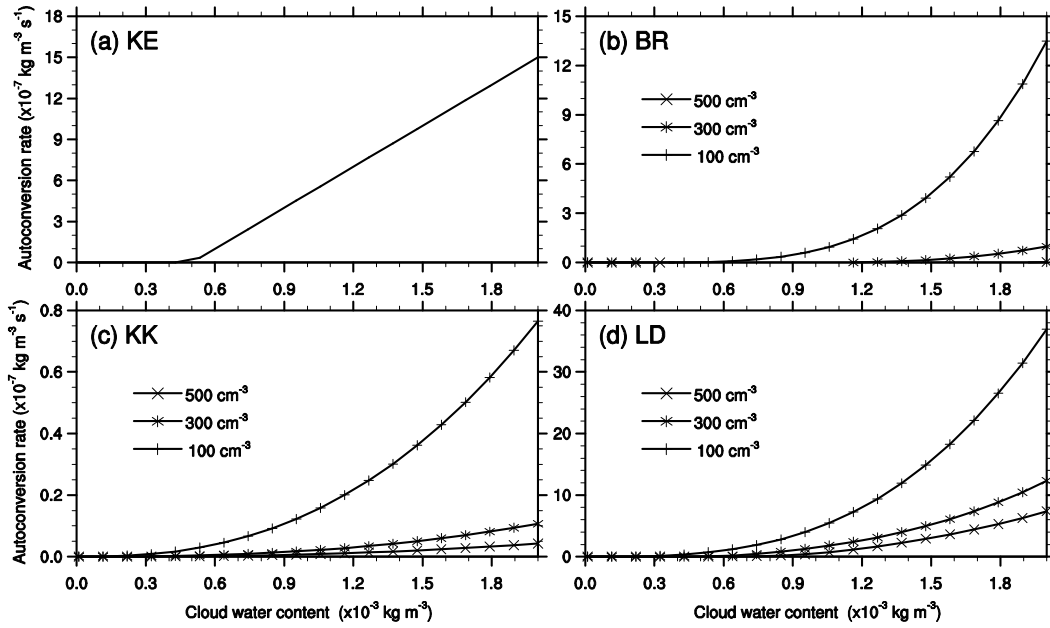 (a) KE
Autoconversion rate (x10⁻⁷ kg m⁻³ s⁻¹)
18
15
12
9
6
3
0
0.0 0.3 0.6 0.9 1.2 1.5 1.8
(b) BR
500 cm⁻³
300 cm⁻³
100 cm⁻³
15
12
9
6
3
0
0.0 0.3 0.6 0.9 1.2 1.5 1.8
(c) KK
500 cm⁻³
300 cm⁻³
100 cm⁻³
Autoconversion rate (x10⁻⁷ kg m⁻³ s⁻¹)
0.8
0.6
0.4
0.2
0.0
0.0 0.3 0.6 0.9 1.2 1.5 1.8
Cloud water content (x10⁻³ kg m⁻³)
(d) LD
500 cm⁻³
300 cm⁻³
100 cm⁻³
40
30
20
10
0
0.0 0.3 0.6 0.9 1.2 1.5 1.8
Cloud water content (x10⁻³ kg m⁻³)